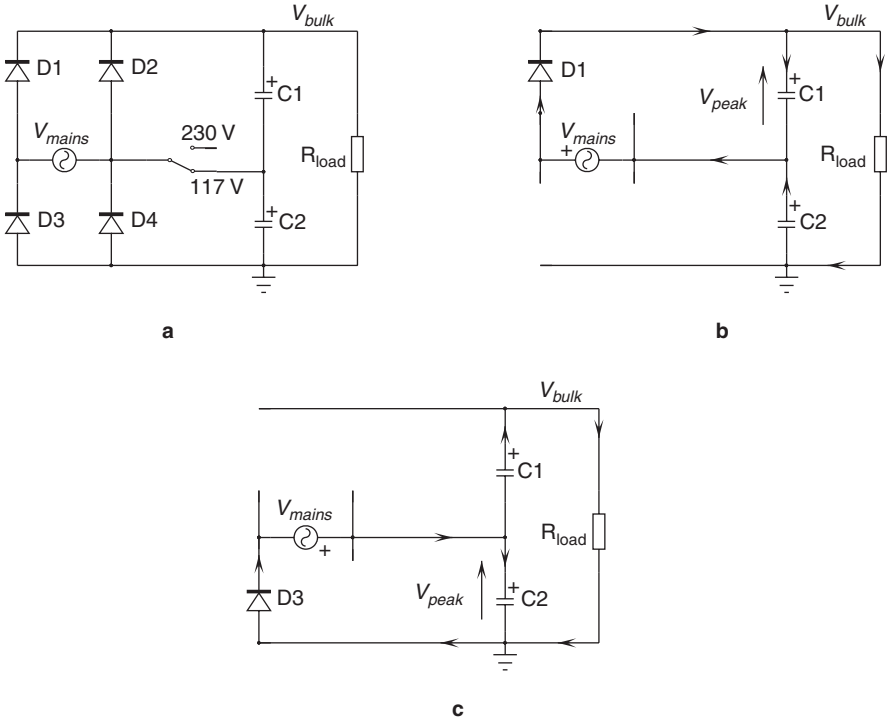 V_bulk
D1
D2
+
C1
V_mains
230 V
117 V
R_load
D3
D4
+
C2
a
V_bulk
D1
V_peak
+
C1
V_mains
+
R_load
+
C2
b
V_bulk
+
C1
V_mains
+
R_load
D3
V_peak
+
C2
c